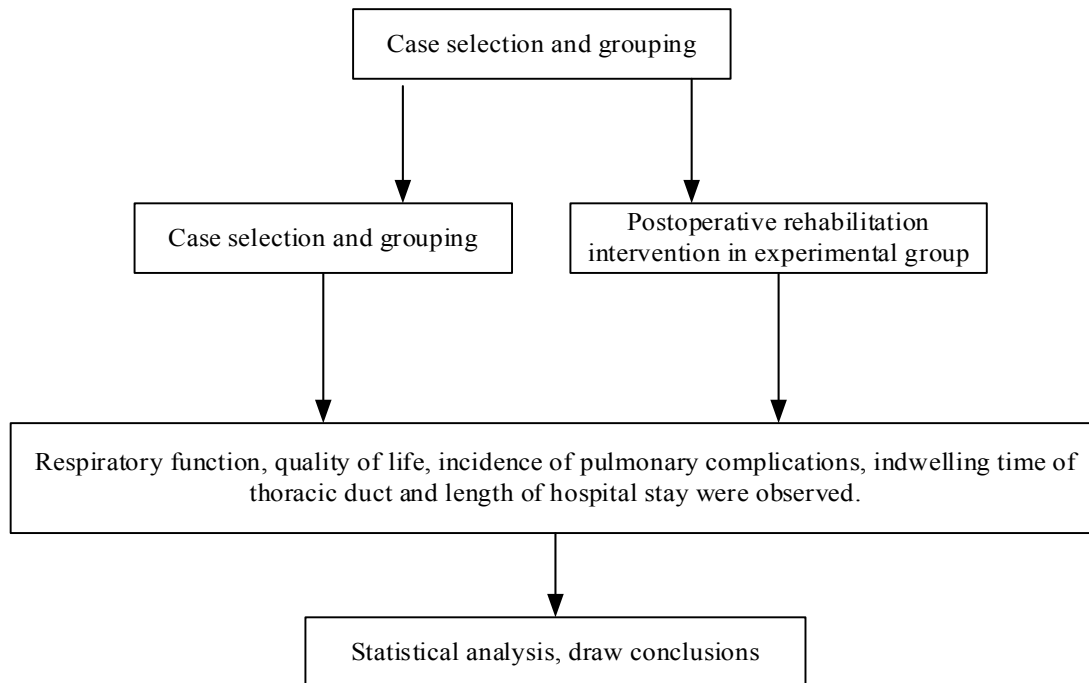 Case selection and grouping
Case selection and grouping
Postoperative rehabilitation
intervention in experimental group
Respiratory function, quality of life, incidence of pulmonary complications, indwelling time of
thoracic duct and length of hospital stay were observed.
Statistical analysis, draw conclusions